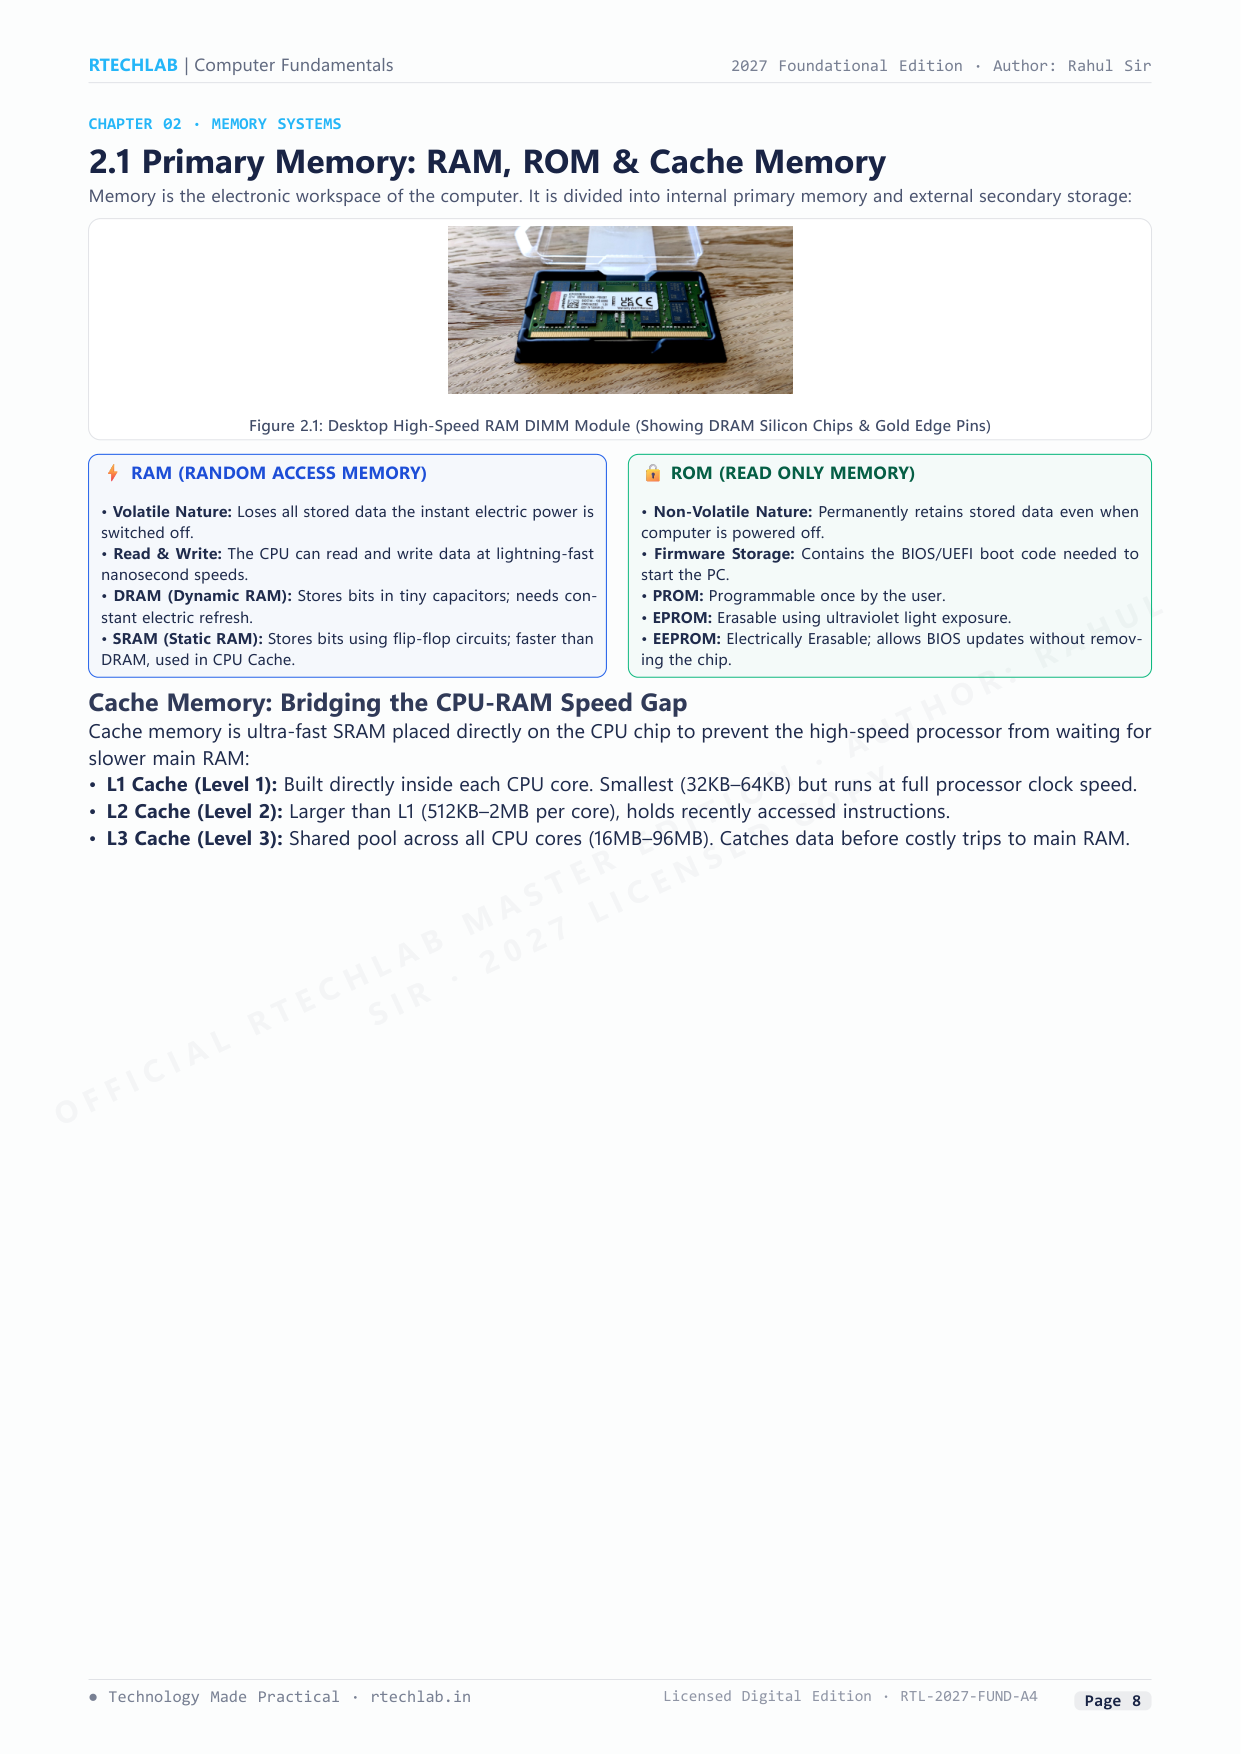 RTECHLAB | Computer Fundamentals
2027 Foundational Edition · Author: Rahul Sir
CHAPTER 02 · MEMORY SYSTEMS
2.1 Primary Memory: RAM, ROM & Cache Memory
Memory is the electronic workspace of the computer. It is divided into internal primary memory and external secondary storage:
Figure 2.1: Desktop High-Speed RAM DIMM Module (Showing DRAM Silicon Chips & Gold Edge Pins)
RAM (RANDOM ACCESS MEMORY)
• Volatile Nature: Loses all stored data the instant electric power is
switched off.
• Read & Write: The CPU can read and write data at lightning-fast
nanosecond speeds.
• DRAM (Dynamic RAM): Stores bits in tiny capacitors; needs con-
stant electric refresh.
• SRAM (Static RAM): Stores bits using flip-flop circuits; faster than
DRAM, used in CPU Cache.
ROM (READ ONLY MEMORY)
• Non-Volatile Nature: Permanently retains stored data even when
computer is powered off.
• Firmware Storage: Contains the BIOS/UEFI boot code needed to
start the PC.
• PROM: Programmable once by the user.
• EPROM: Erasable using ultraviolet light exposure.
• EEPROM: Electrically Erasable; allows BIOS updates without remov-
ing the chip.
Cache Memory: Bridging the CPU-RAM Speed Gap
Cache memory is ultra-fast SRAM placed directly on the CPU chip to prevent the high-speed processor from waiting for
slower main RAM:
• L1 Cache (Level 1): Built directly inside each CPU core. Smallest (32KB–64KB) but runs at full processor clock speed.
• L2 Cache (Level 2): Larger than L1 (512KB–2MB per core), holds recently accessed instructions.
• L3 Cache (Level 3): Shared pool across all CPU cores (16MB–96MB). Catches data before costly trips to main RAM.
OFFICIAL RTECHLAB MASTER EDITION · AUTHOR: RAHUL
SIR · 2027 LICENSED COPY
● Technology Made Practical · rtechlab.in
Licensed Digital Edition · RTL-2027-FUND-A4
Page 8